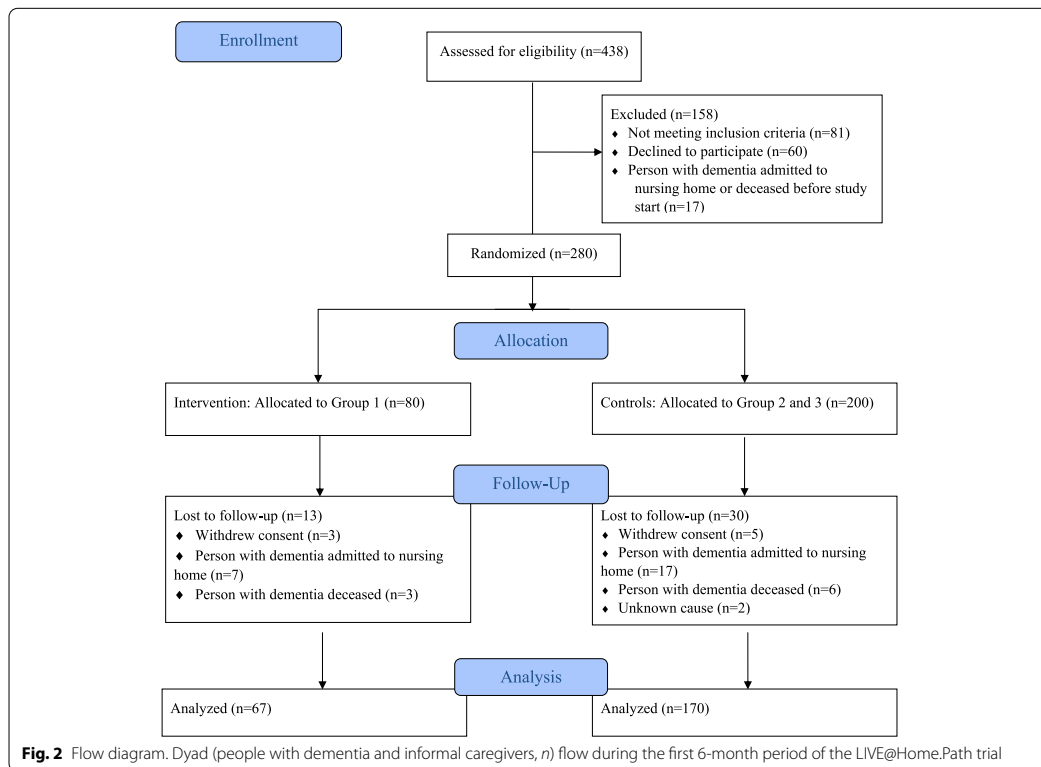 Enrollment
Assessed for eligibility (n=438)
Excluded (n=158)
♦ Not meeting inclusion criteria (n=81)
♦ Declined to participate (n=60)
♦ Person with dementia admitted to
nursing home or deceased before study
start (n=17)
Randomized (n=280)
Allocation
Intervention: Allocated to Group 1 (n=80)
Controls: Allocated to Group 2 and 3 (n=200)
Follow-Up
Lost to follow-up (n=13)
♦ Withdrew consent (n=3)
♦ Person with dementia admitted to nursing
home (n=7)
♦ Person with dementia deceased (n=3)
Lost to follow-up (n=30)
♦ Withdrew consent (n=5)
♦ Person with dementia admitted to nursing
home (n=17)
♦ Person with dementia deceased (n=6)
♦ Unknown cause (n=2)
Analysis
Analyzed (n=67)
Analyzed (n=170)
Fig. 2 Flow diagram. Dyad (people with dementia and informal caregivers, n) flow during the first 6-month period of the LIVE@Home.Path trial